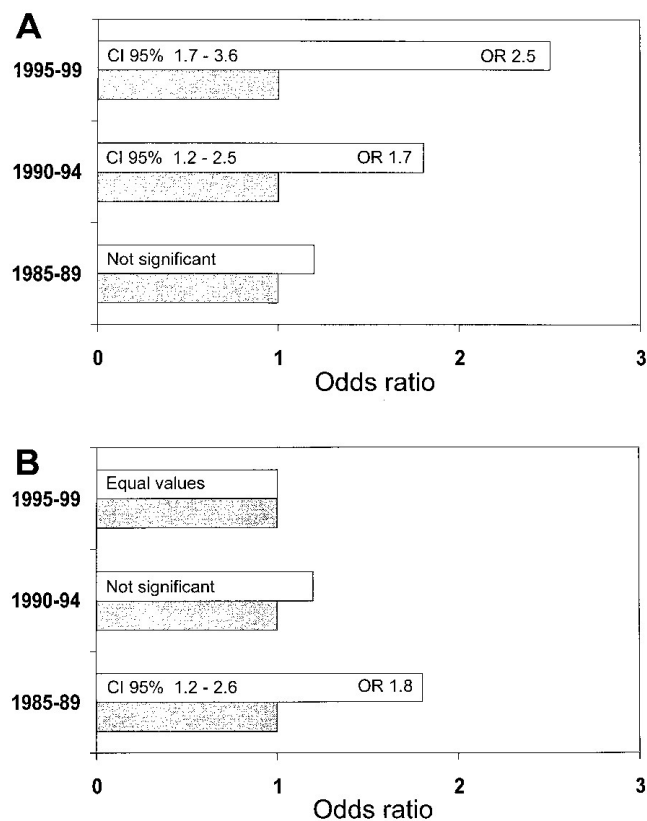 A
1995-99
CI 95% 1.7 - 3.6 OR 2.5
1990-94
CI 95% 1.2 - 2.5 OR 1.7
1985-89
Not significant
0 1 2 3
Odds ratio
B
1995-99
Equal values
1990-94
Not significant
1985-89
CI 95% 1.2 - 2.6 OR 1.8
0 1 2 3
Odds ratio